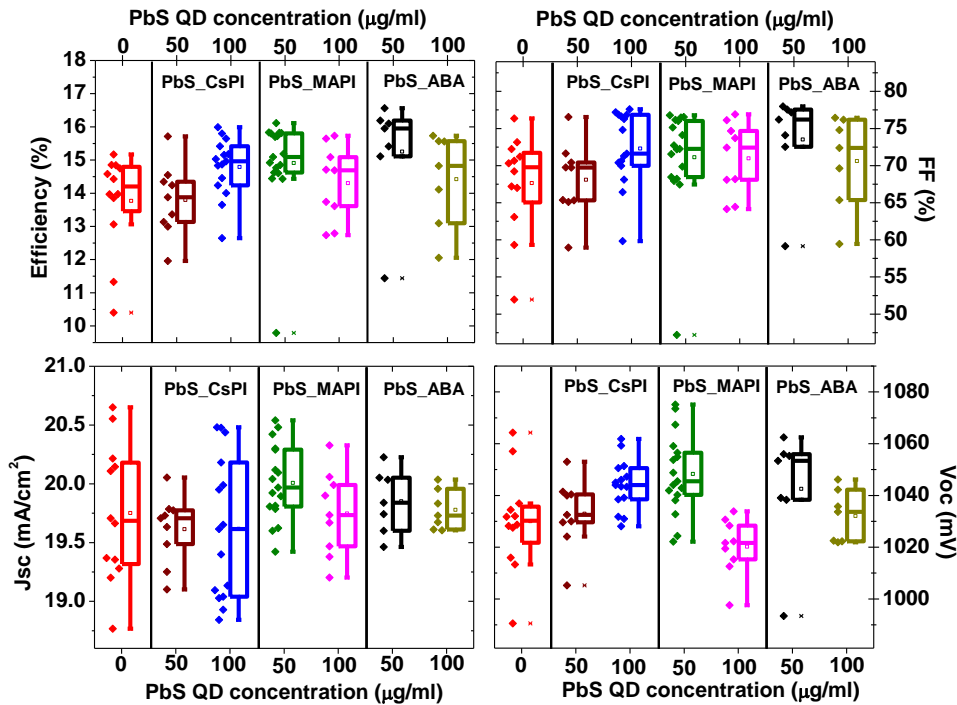 PbS QD concentration (μg/ml)
PbS QD concentration (μg/ml)
0 50 100 50 100 50 100
0 50 100 50 100 50 100
18
17
16
15
14
13
12
11
10
Efficiency (%)
PbS_CsPI
PbS_MAPI
PbS_ABA
PbS_CsPI
PbS_MAPI
PbS_ABA
80
75
70
65
60
55
50
FF (%)
21.0
20.5
20.0
19.5
19.0
Jsc (mA/cm²)
PbS_CsPI
PbS_MAPI
PbS_ABA
PbS_CsPI
PbS_MAPI
PbS_ABA
1080
1060
1040
1020
1000
Voc (mV)
0 50 100 50 100 50 100
0 50 100 50 100 50 100
PbS QD concentration (μg/ml)
PbS QD concentration (μg/ml)